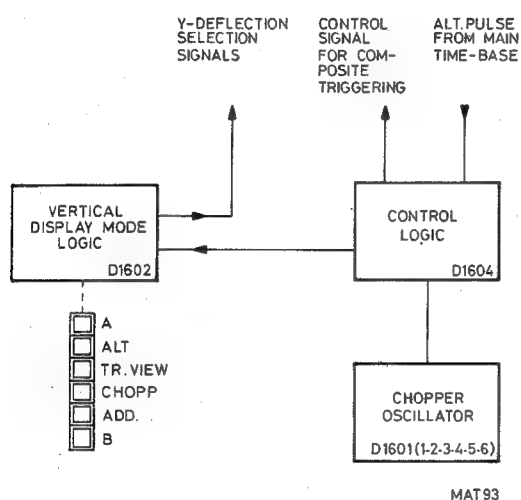 Y-DEFLECTION
SELECTION
SIGNALS
CONTROL
SIGNAL
FOR COM-
POSITE
TRIGGERING
ALT. PULSE
FROM MAIN
TIME-BASE
VERTICAL
DISPLAY MODE
LOGIC
D1602
CONTROL
LOGIC
D1604
A
ALT
TR. VIEW
CHOPP
ADD.
B
CHOPPER
OSCILLATOR
D1601(1-2-3-4-5-6)
MAT93